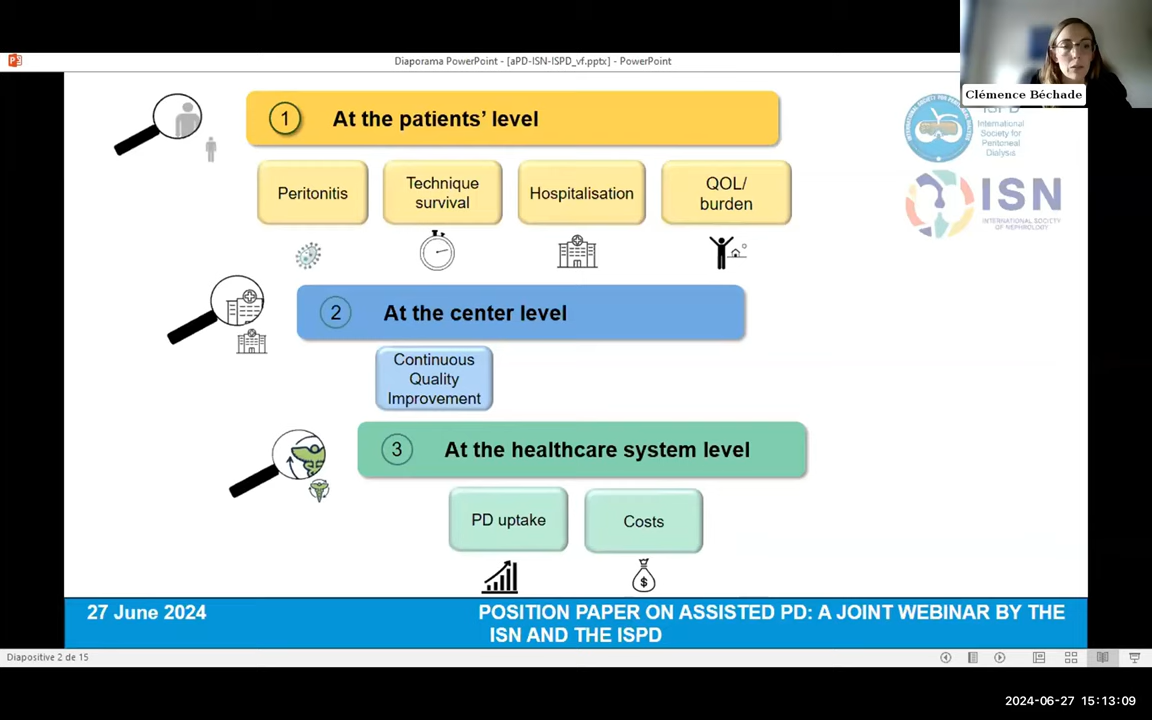 Diaporama PowerPoint - [aPD-ISN-ISPD_vf.pptx] - PowerPoint
Clémence Béchade
1 At the patients' level
Peritonitis
Technique
survival
Hospitalisation
QOL/
burden
International
Society for
Peritoneal
Dialysis
ISN
INTERNATIONAL SOCIETY
OF NEPHROLOGY
2 At the center level
Continuous
Quality
Improvement
3 At the healthcare system level
PD uptake
Costs
$
27 June 2024
POSITION PAPER ON ASSISTED PD: A JOINT WEBINAR BY THE
ISN AND THE ISPD
Diapositive 2 de 15
2024-06-27 15:13:09